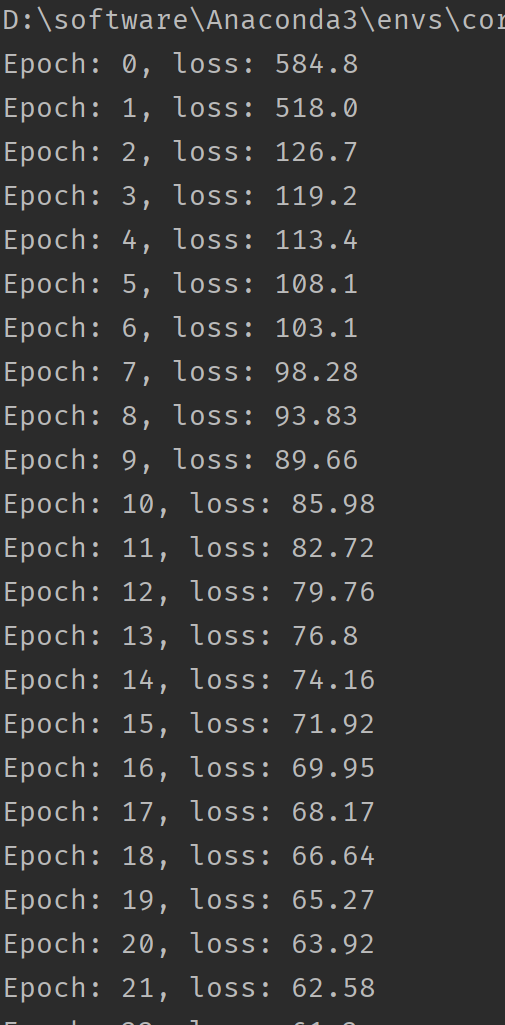 D:\software\Anaconda3\envs\cor
Epoch: 0, loss: 584.8
Epoch: 1, loss: 518.0
Epoch: 2, loss: 126.7
Epoch: 3, loss: 119.2
Epoch: 4, loss: 113.4
Epoch: 5, loss: 108.1
Epoch: 6, loss: 103.1
Epoch: 7, loss: 98.28
Epoch: 8, loss: 93.83
Epoch: 9, loss: 89.66
Epoch: 10, loss: 85.98
Epoch: 11, loss: 82.72
Epoch: 12, loss: 79.76
Epoch: 13, loss: 76.8
Epoch: 14, loss: 74.16
Epoch: 15, loss: 71.92
Epoch: 16, loss: 69.95
Epoch: 17, loss: 68.17
Epoch: 18, loss: 66.64
Epoch: 19, loss: 65.27
Epoch: 20, loss: 63.92
Epoch: 21, loss: 62.58